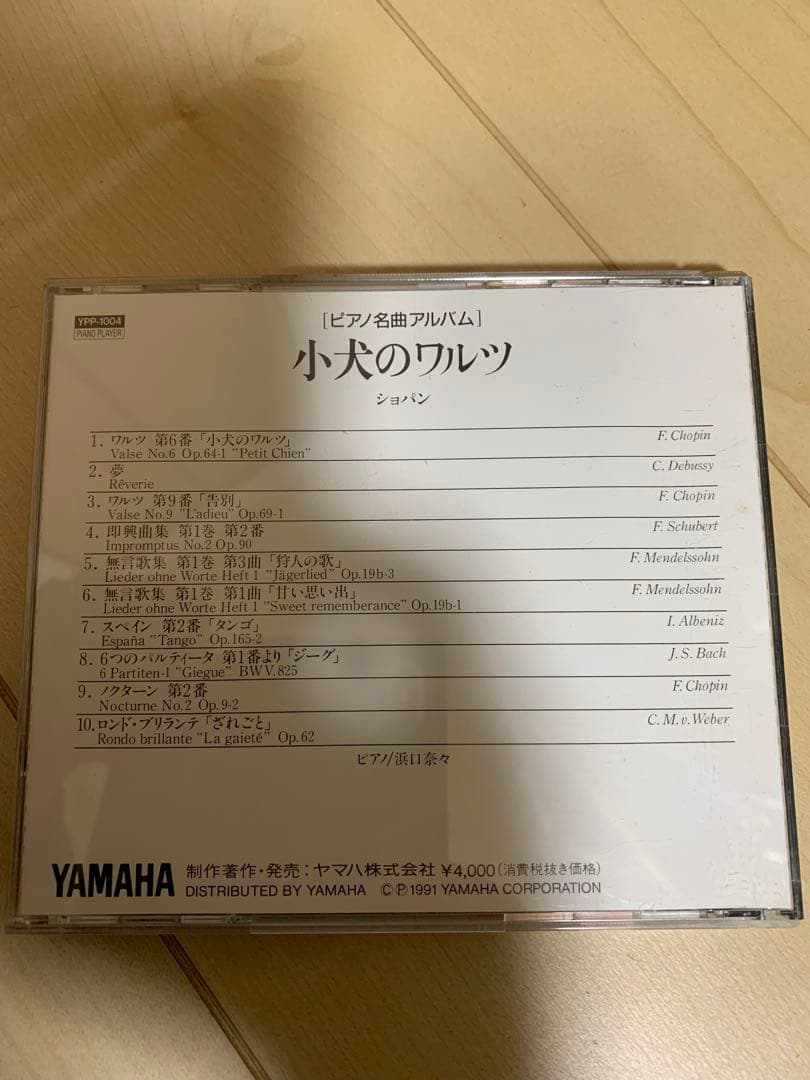 YPP-1004
PIANO PLAYER
[ピアノ名曲アルバム]
小犬のワルツ
ショパン
1. ワルツ 第6番「小犬のワルツ」 F. Chopin
Valse No.6 Op.64-1 "Petit Chien"
2. 夢 C. Debussy
Rêverie
3. ワルツ 第9番「告別」 F. Chopin
Valse No.9 "L'adieu" Op.69-1
4. 即興曲集 第1巻 第2番 F. Schubert
Impromptus No.2 Op.90
5. 無言歌集 第1巻 第3曲「狩人の歌」 F. Mendelssohn
Lieder ohne Worte Heft 1 "Jägerlied" Op.19b-3
6. 無言歌集 第1巻 第1曲「甘い思い出」 F. Mendelssohn
Lieder ohne Worte Heft 1 "Sweet rememberance" Op.19b-1
7. スペイン 第2番「タンゴ」 I. Albeniz
España "Tango" Op.165-2
8. 6つのパルティータ 第1番より「ジーグ」 J. S. Bach
6 Partiten-1 "Giegue" BWV.825
9. ノクターン 第2番 F. Chopin
Nocturne No.2 Op.9-2
10. ロンド・ブリランテ「ざれごと」 C. M. v. Weber
Rondo brillante "La gaieté" Op.62
ピアノ/浜口奈々
YAMAHA 制作著作・発売:ヤマハ株式会社 ¥4,000(消費税抜き価格)
DISTRIBUTED BY YAMAHA ⒸⓅ1991 YAMAHA CORPORATION